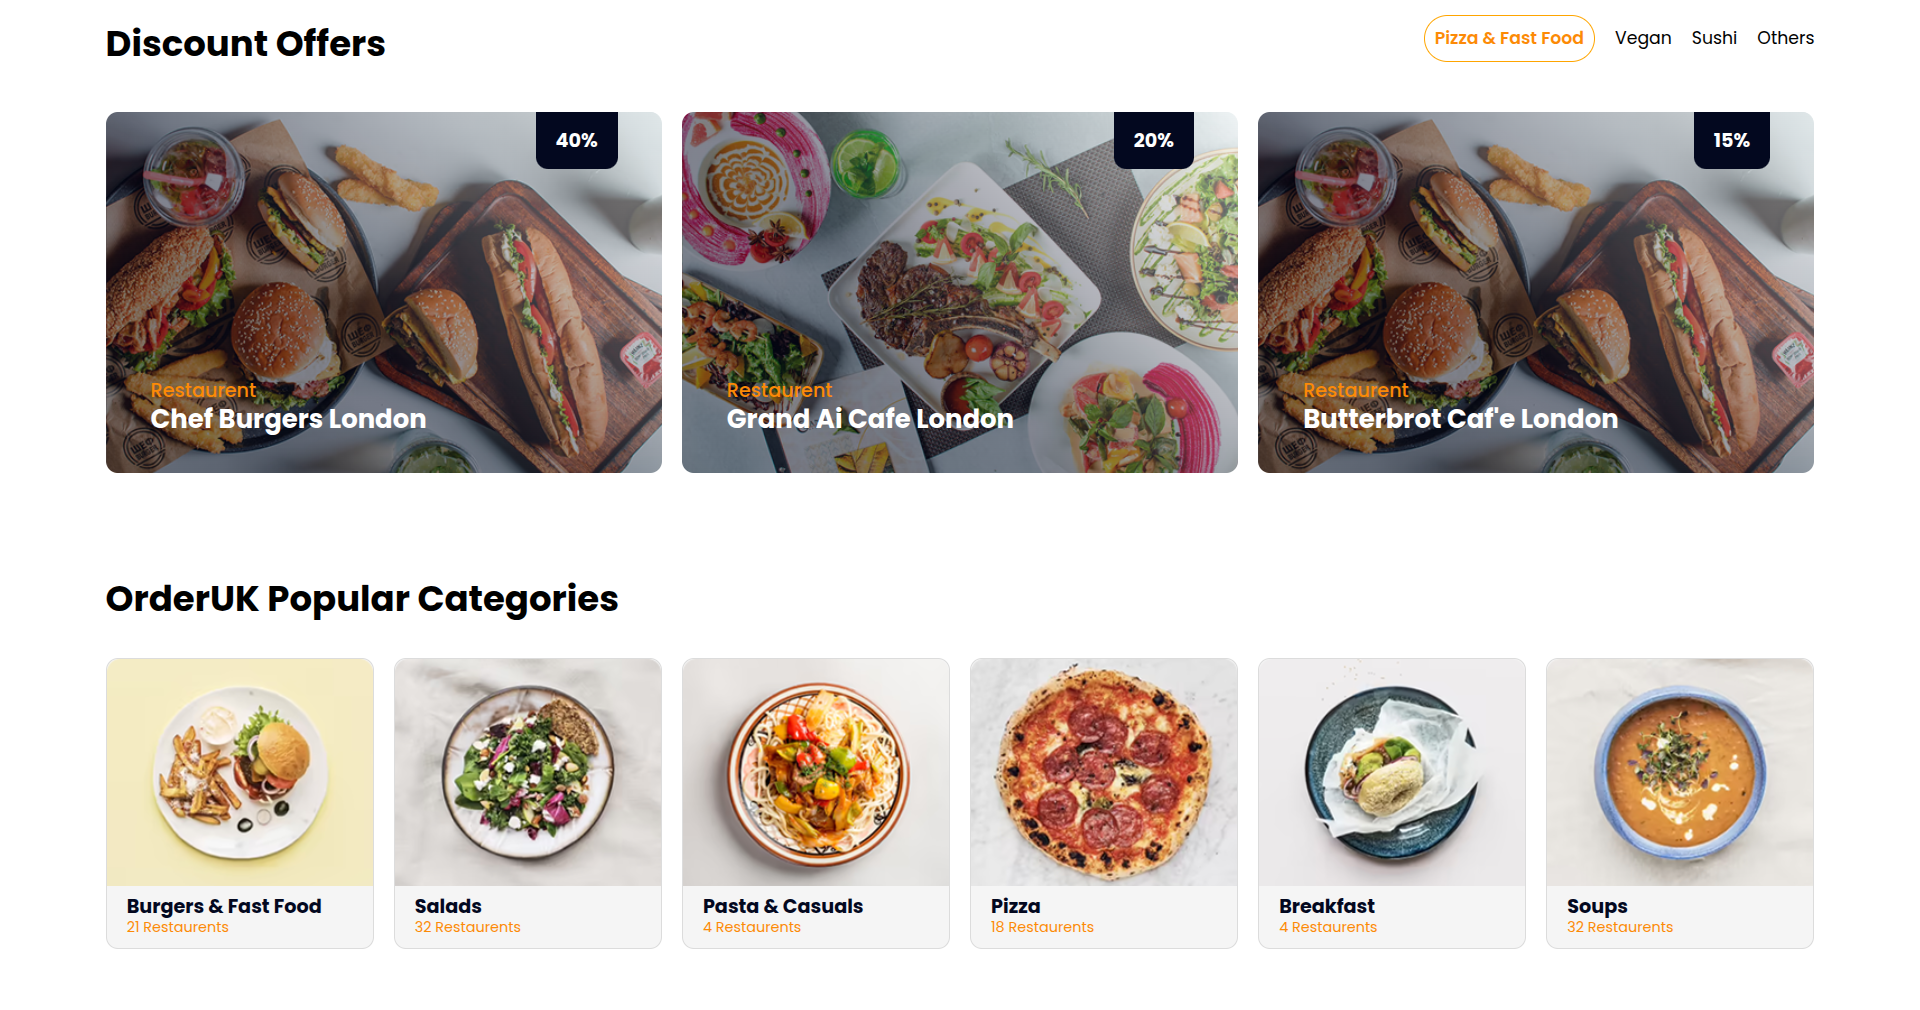 Discount Offers
Pizza & Fast Food
Vegan
Sushi
Others
40%
Restaurent
Chef Burgers London
20%
Restaurent
Grand Ai Cafe London
15%
Restaurent
Butterbrot Caf'e London
OrderUK Popular Categories
Burgers & Fast Food
21 Restaurents
Salads
32 Restaurents
Pasta & Casuals
4 Restaurents
Pizza
18 Restaurents
Breakfast
4 Restaurents
Soups
32 Restaurents